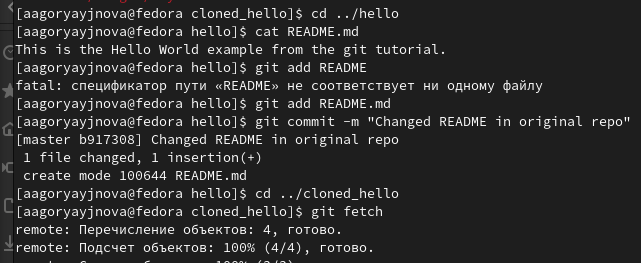 [aagoryayjnova@fedora cloned_hello]$ cd ../hello
[aagoryayjnova@fedora hello]$ cat README.md
This is the Hello World example from the git tutorial.
[aagoryayjnova@fedora hello]$ git add README
fatal: спецификатор пути «README» не соответствует ни одному файлу
[aagoryayjnova@fedora hello]$ git add README.md
[aagoryayjnova@fedora hello]$ git commit -m "Changed README in original repo"
[master b917308] Changed README in original repo
 1 file changed, 1 insertion(+)
 create mode 100644 README.md
[aagoryayjnova@fedora hello]$ cd ../cloned_hello
[aagoryayjnova@fedora cloned_hello]$ git fetch
remote: Перечисление объектов: 4, готово.
remote: Подсчет объектов: 100% (4/4), готово.